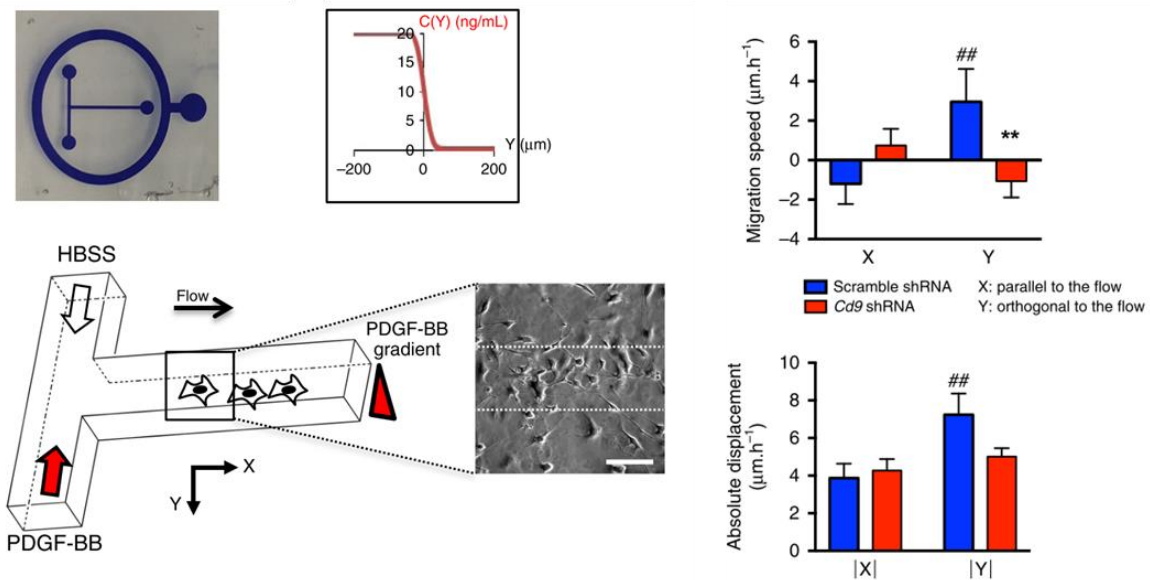 C(Y) (ng/mL)
20
15
10
5
0
Y (μm)
−200
0
200
HBSS
Flow
PDGF-BB
gradient
X
Y
PDGF-BB
Migration speed (μm.h⁻¹)
6
4
2
0
−2
−4
##
**
X
Y
Scramble shRNA
X: parallel to the flow
Cd9 shRNA
Y: orthogonal to the flow
Absolute displacement
(μm.h⁻¹)
10
8
6
4
2
0
##
|X|
|Y|